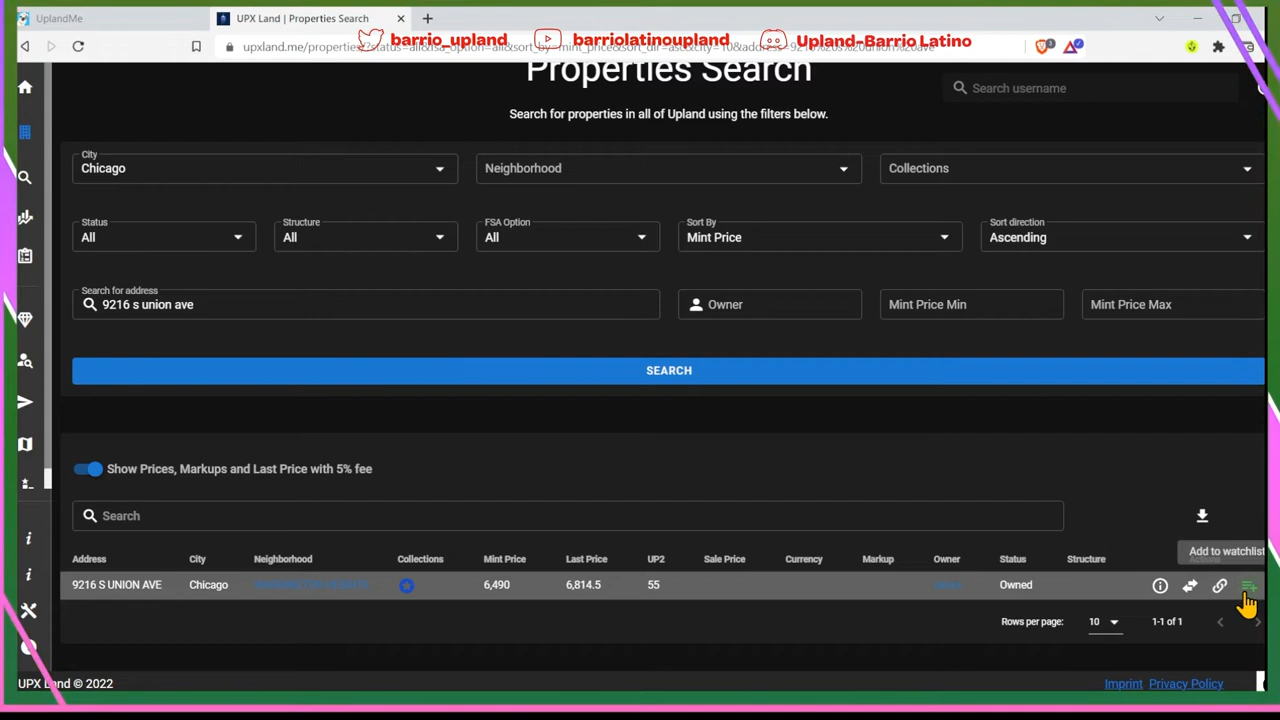 UplandMe
UPX Land | Properties Search
barrio_upland
barriolatinoupland
Upland-Barrio Latino
Properties Search
Search username
Search for properties in all of Upland using the filters below.
City
Chicago
Neighborhood
Collections
Status
All
Structure
All
FSA Option
All
Sort By
Mint Price
Sort direction
Ascending
Search for address
9216 s union ave
Owner
Mint Price Min
Mint Price Max
SEARCH
Show Prices, Markups and Last Price with 5% fee
Search
Add to watchlist
Address City Neighborhood Collections Mint Price Last Price UP2 Sale Price Currency Markup Owner Status Structure Actions
9216 S UNION AVE Chicago 6,490 6,814.5 55 Owned
Rows per page: 10 1-1 of 1
UPX Land © 2022
Imprint Privacy Policy